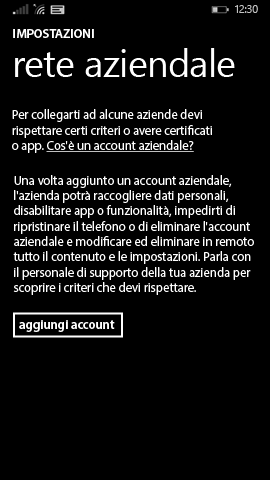 12:30
IMPOSTAZIONI
rete aziendale
Per collegarti ad alcune aziende devi
rispettare certi criteri o avere certificati
o app. Cos'è un account aziendale?
Una volta aggiunto un account aziendale,
l'azienda potrà raccogliere dati personali,
disabilitare app o funzionalità, impedirti di
ripristinare il telefono o di eliminare l'account
aziendale e modificare ed eliminare in remoto
tutto il contenuto e le impostazioni. Parla con
il personale di supporto della tua azienda per
scoprire i criteri che devi rispettare.
aggiungi account